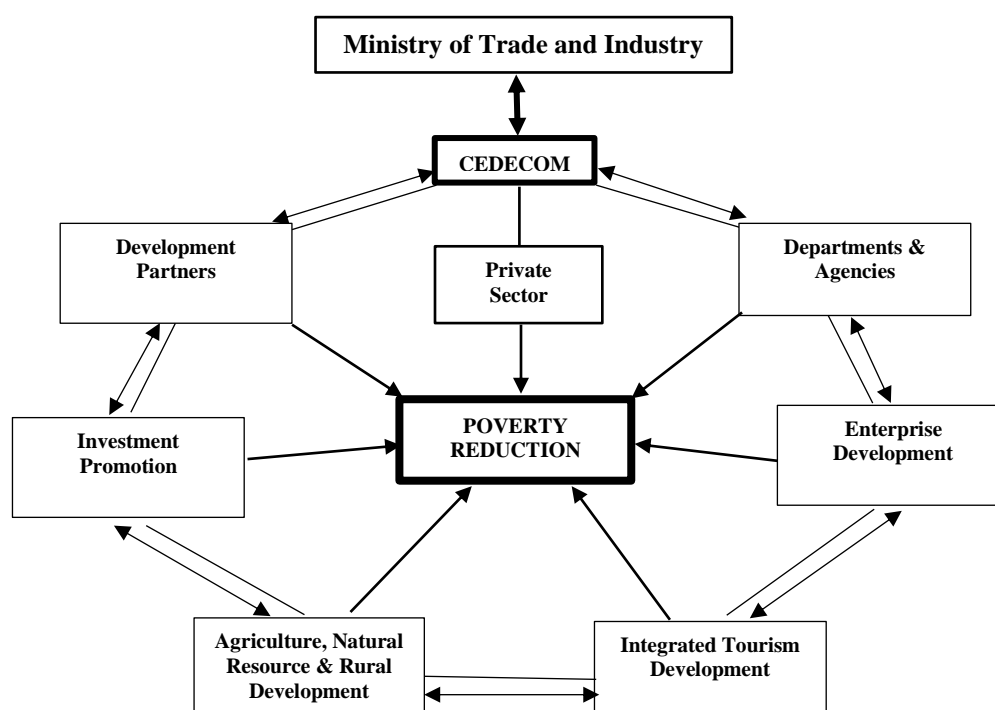 Ministry of Trade and Industry
CEDECOM
Development
Partners
Private
Sector
Departments &
Agencies
Investment
Promotion
POVERTY
REDUCTION
Enterprise
Development
Agriculture, Natural
Resource & Rural
Development
Integrated Tourism
Development